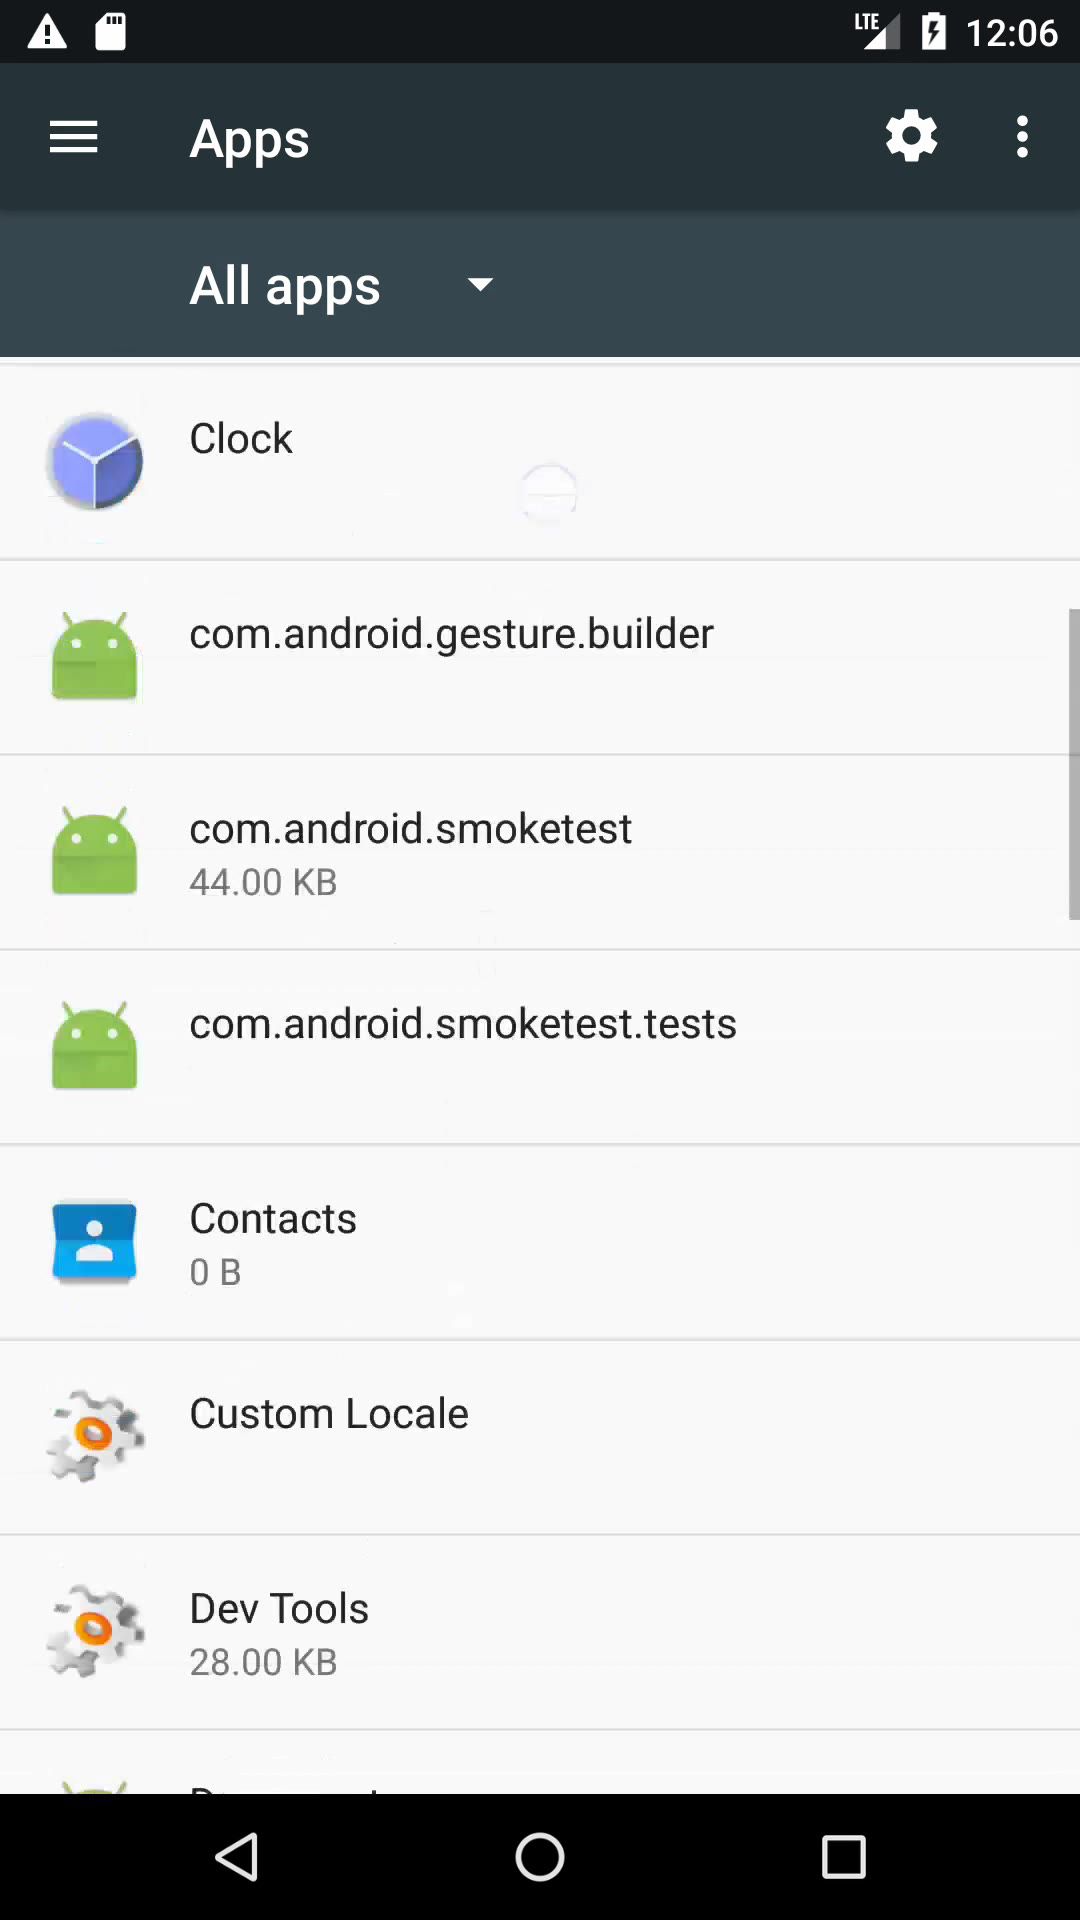 LTE 12:06
Apps
All apps
Clock
com.android.gesture.builder
com.android.smoketest
44.00 KB
com.android.smoketest.tests
Contacts
0 B
Custom Locale
Dev Tools
28.00 KB